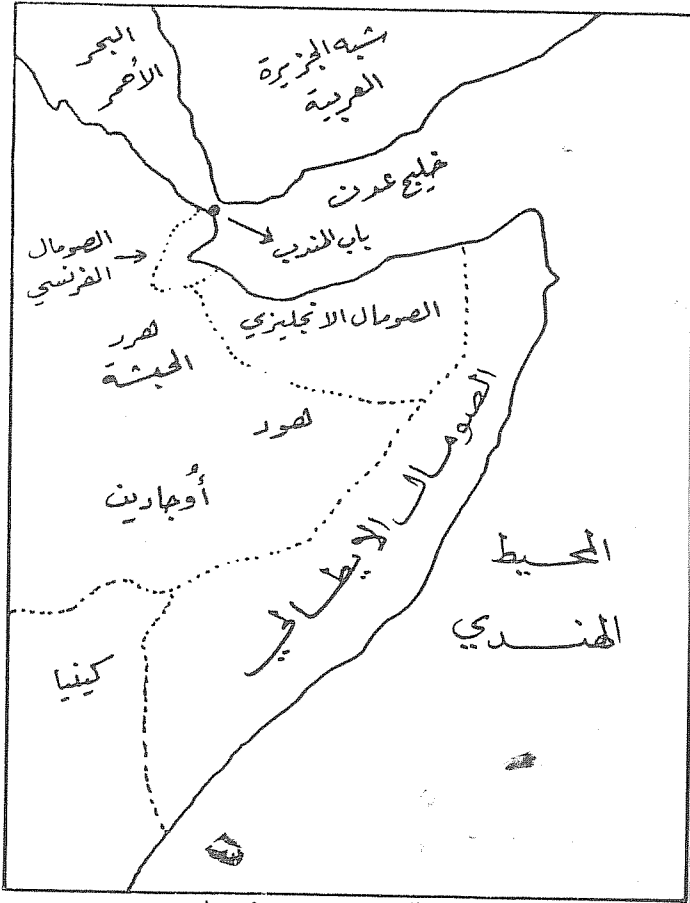 البحر
الأحمر
شبه الجزيرة
العربية
خليج عدن
باب المندب
الصومال
الفرنسي
الصومال الانجليزي
هرر
الحبشة
هود
أوجادين
الصومال الايطالي
المحيط
الهندي
كينيا